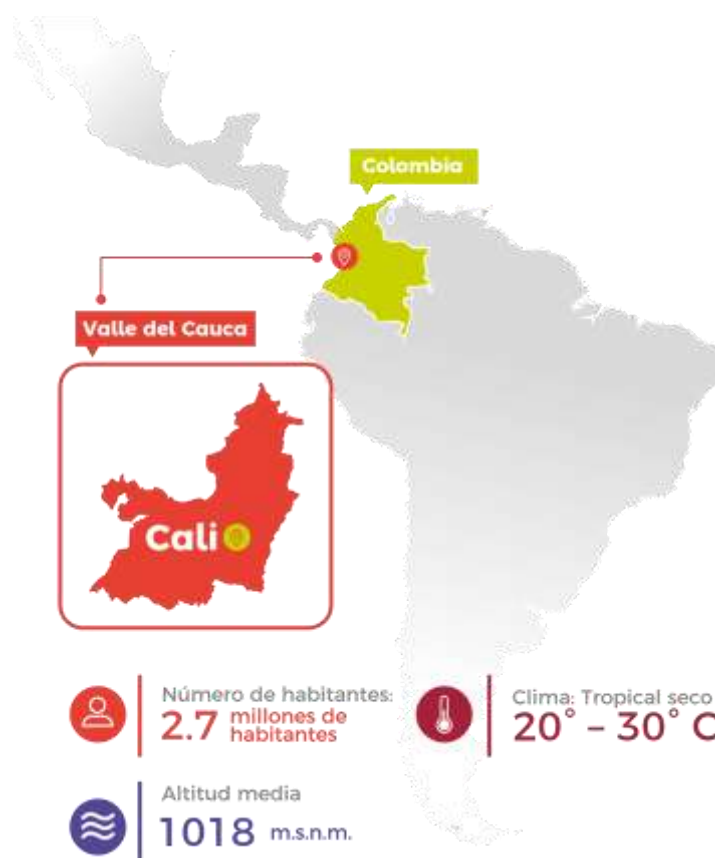 Colombia
Valle del Cauca
Cali
Número de habitantes:
2.7 millones de
habitantes
Clima: Tropical seco
20° - 30° C
Altitud media
1018 m.s.n.m.